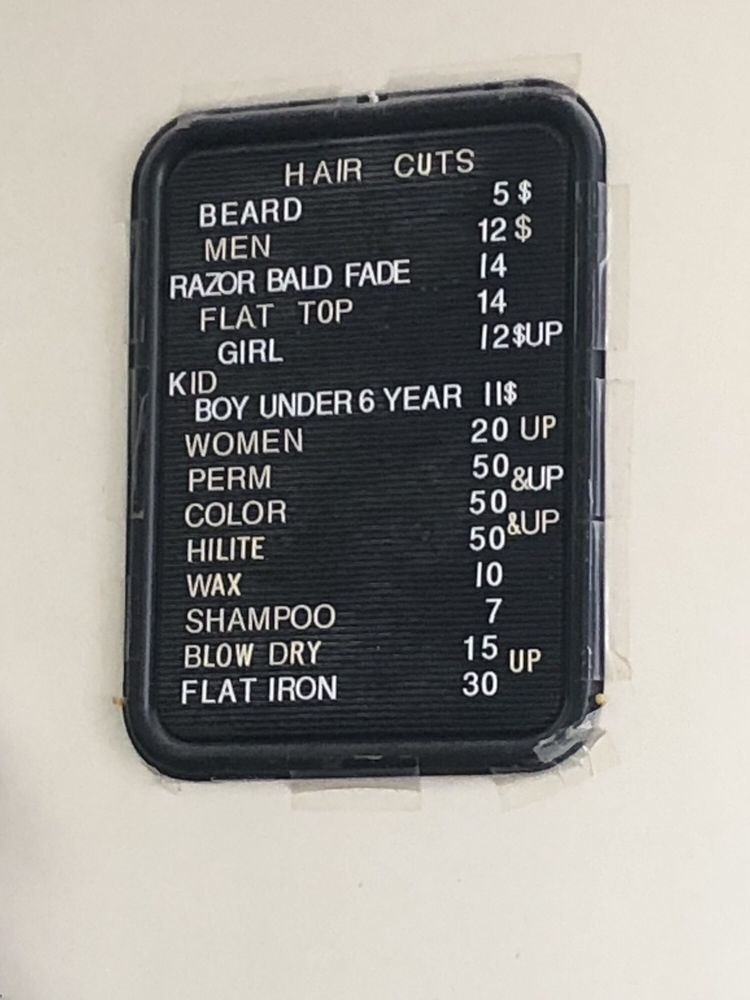 HAIR CUTS
BEARD 5 $
MEN 12 $
RAZOR BALD FADE 14
FLAT TOP 14
GIRL 12$UP
KID
BOY UNDER 6 YEAR 11$
WOMEN 20 UP
PERM 50 &UP
COLOR 50
HILITE 50 &UP
WAX 10
SHAMPOO 7
BLOW DRY 15 UP
FLAT IRON 30